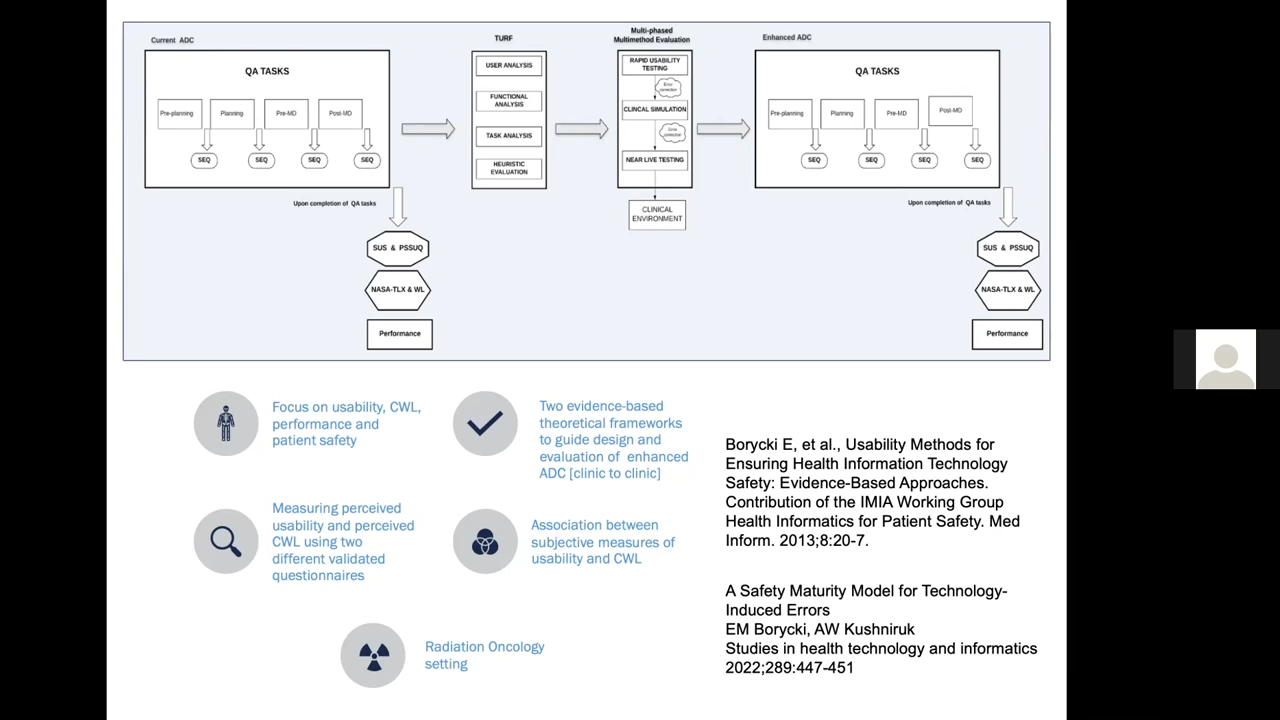 Current ADC
QA TASKS
Pre-planning
Planning
Pre-MD
Post-MD
SEQ
SEQ
SEQ
SEQ
Upon completion of QA tasks
SUS & PSSUQ
NASA-TLX & WL
Performance
TURF
USER ANALYSIS
FUNCTIONAL
ANALYSIS
TASK ANALYSIS
HEURISTIC
EVALUATION
Multi-phased
Multimethod Evaluation
RAPID USABILITY
TESTING
Error
correction
CLINCAL SIMULATION
Error
correction
NEAR LIVE TESTING
CLINICAL
ENVIRONMENT
Enhanced ADC
QA TASKS
Pre-planning
Planning
Pre-MD
Post-MD
SEQ
SEQ
SEQ
SEQ
Upon completion of QA tasks
SUS & PSSUQ
NASA-TLX & WL
Performance
Focus on usability, CWL,
performance and
patient safety
Two evidence-based
theoretical frameworks
to guide design and
evaluation of enhanced
ADC [clinic to clinic]
Measuring perceived
usability and perceived
CWL using two
different validated
questionnaires
Association between
subjective measures of
usability and CWL
Radiation Oncology
setting
Borycki E, et al., Usability Methods for
Ensuring Health Information Technology
Safety: Evidence-Based Approaches.
Contribution of the IMIA Working Group
Health Informatics for Patient Safety. Med
Inform. 2013;8:20-7.
A Safety Maturity Model for Technology-
Induced Errors
EM Borycki, AW Kushniruk
Studies in health technology and informatics
2022;289:447-451